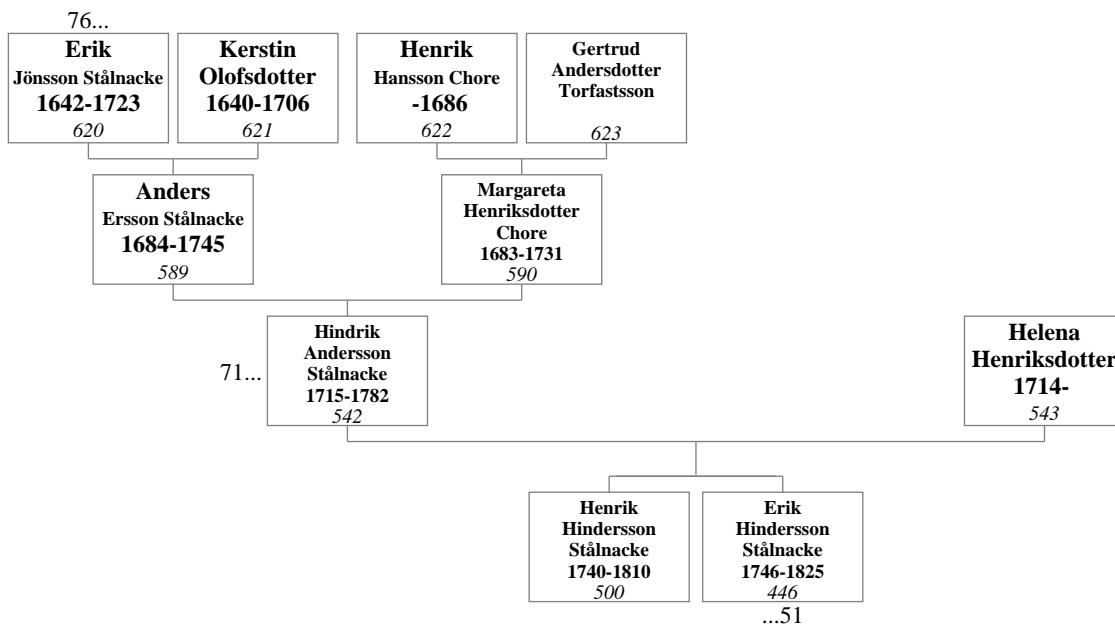 76...
Erik
Jönsson Stålnacke
1642-1723
620
Kerstin
Olofsdotter
1640-1706
621
Henrik
Hansson Chore
-1686
622
Gertrud
Andersdotter
Torfastsson
623
Anders
Ersson Stålnacke
1684-1745
589
Margareta
Henriksdotter
Chore
1683-1731
590
71...
Hindrik
Andersson
Stålnacke
1715-1782
542
Helena
Henriksdotter
1714-
543
Henrik
Hindersson
Stålnacke
1740-1810
500
Erik
Hindersson
Stålnacke
1746-1825
446
...51